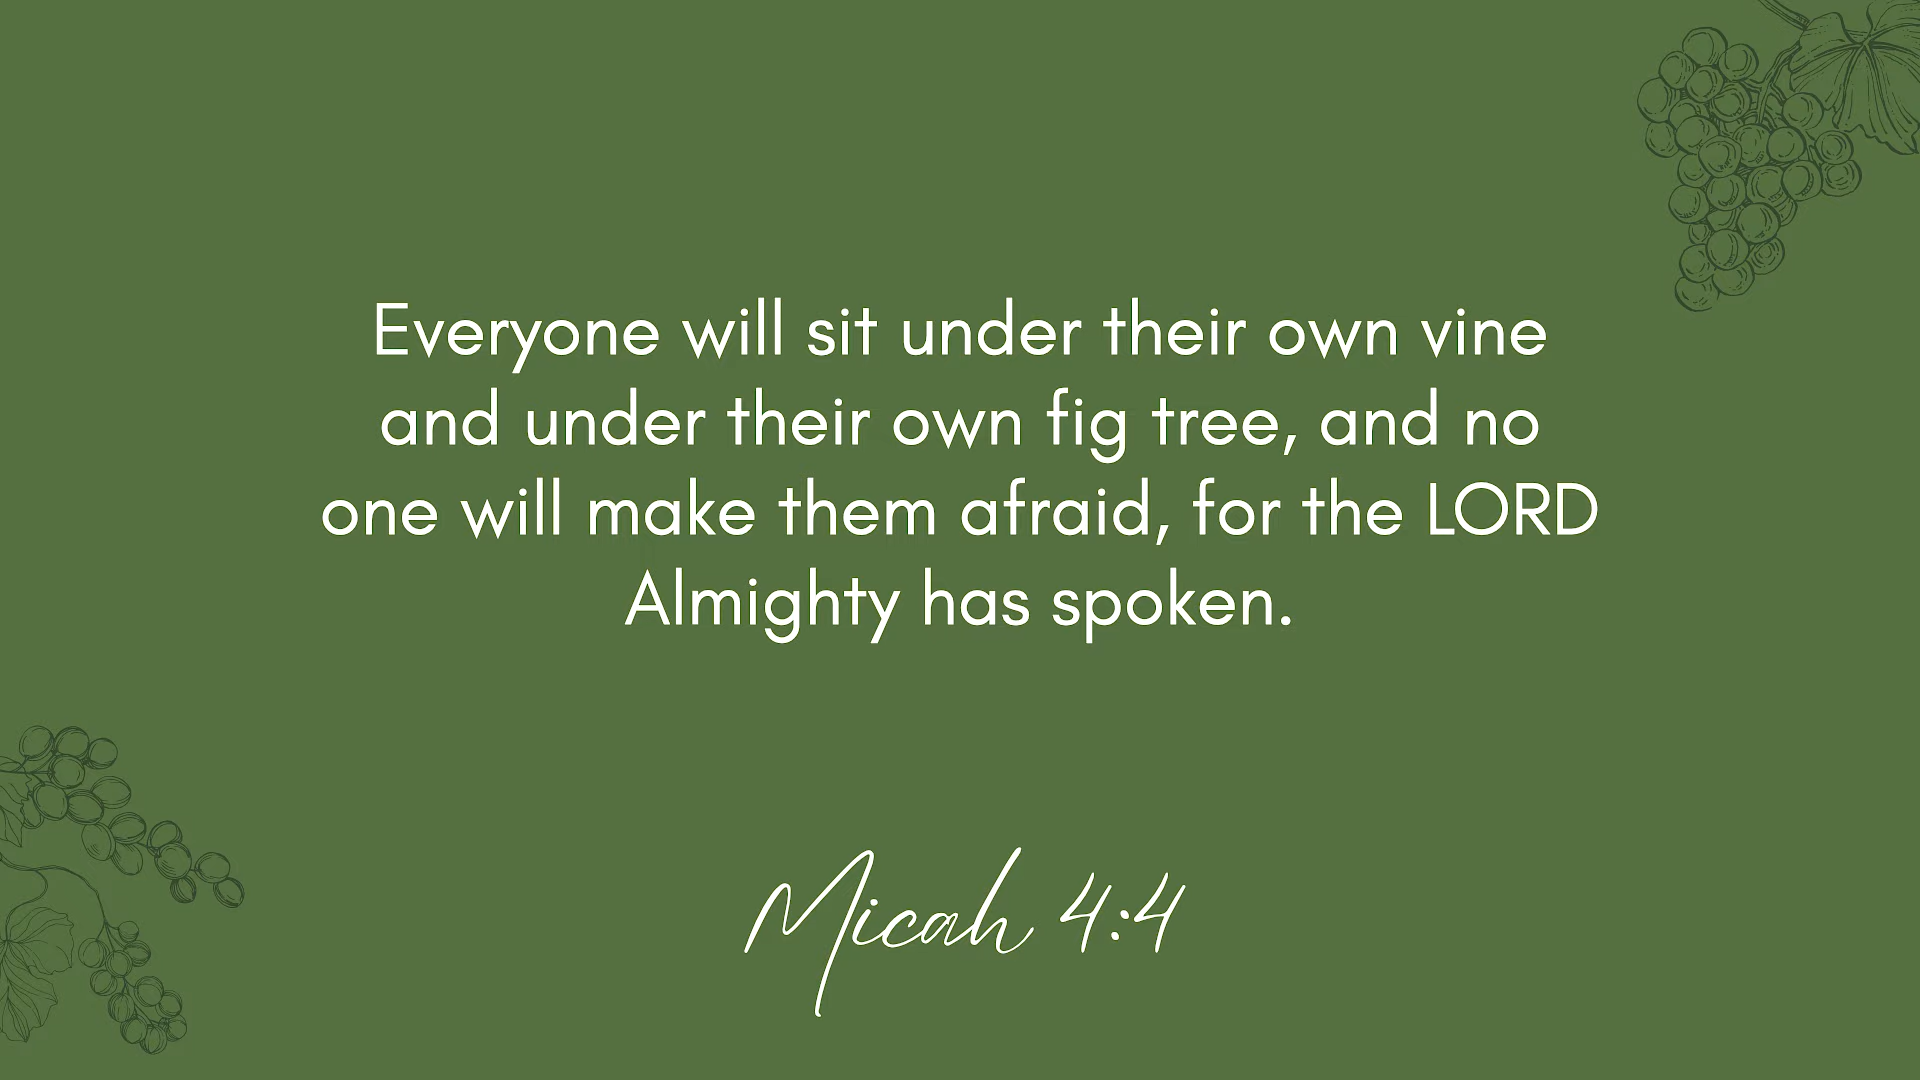 Everyone will sit under their own vine
and under their own fig tree, and no
one will make them afraid, for the LORD
Almighty has spoken.
Micah 4:4